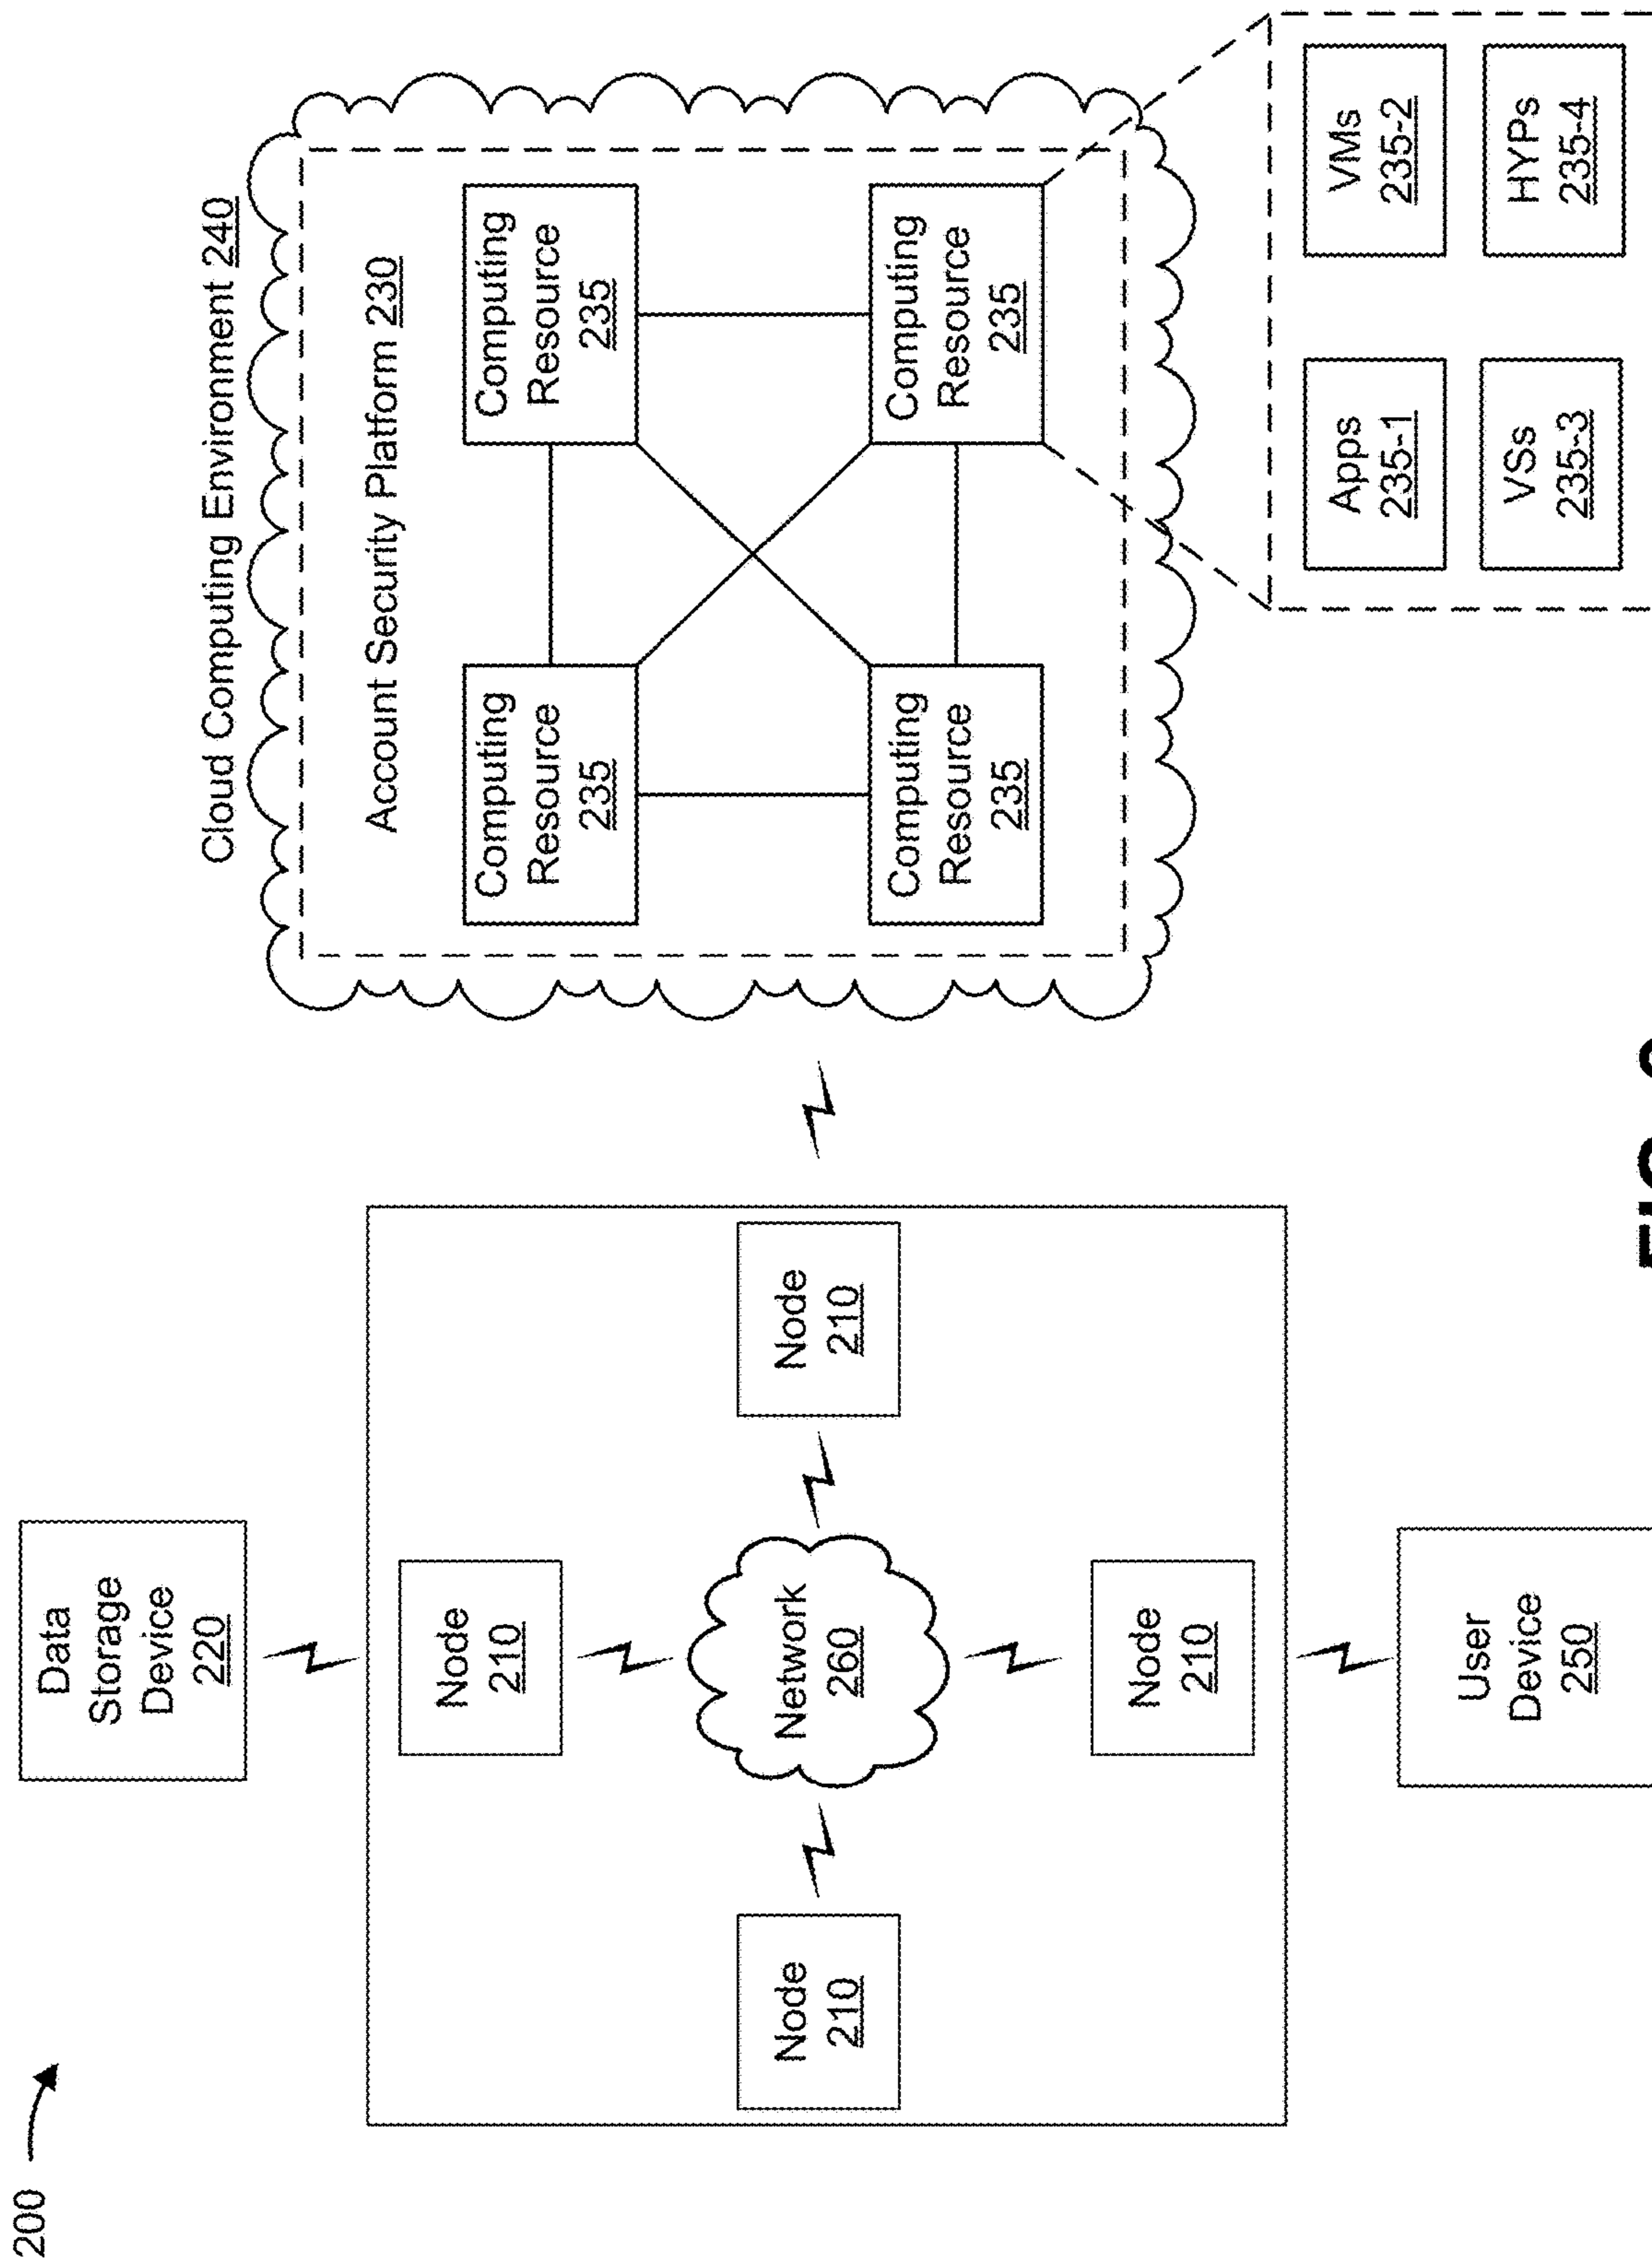 200
Data
Storage
Device
220
Node
210
Node
210
Network
260
Node
210
Node
210
User
Device
250
Cloud Computing Environment 240
Account Security Platform 230
Computing
Resource
235
Computing
Resource
235
Computing
Resource
235
Computing
Resource
235
Apps
235-1
VMs
235-2
VSs
235-3
HYPs
235-4
FIG.